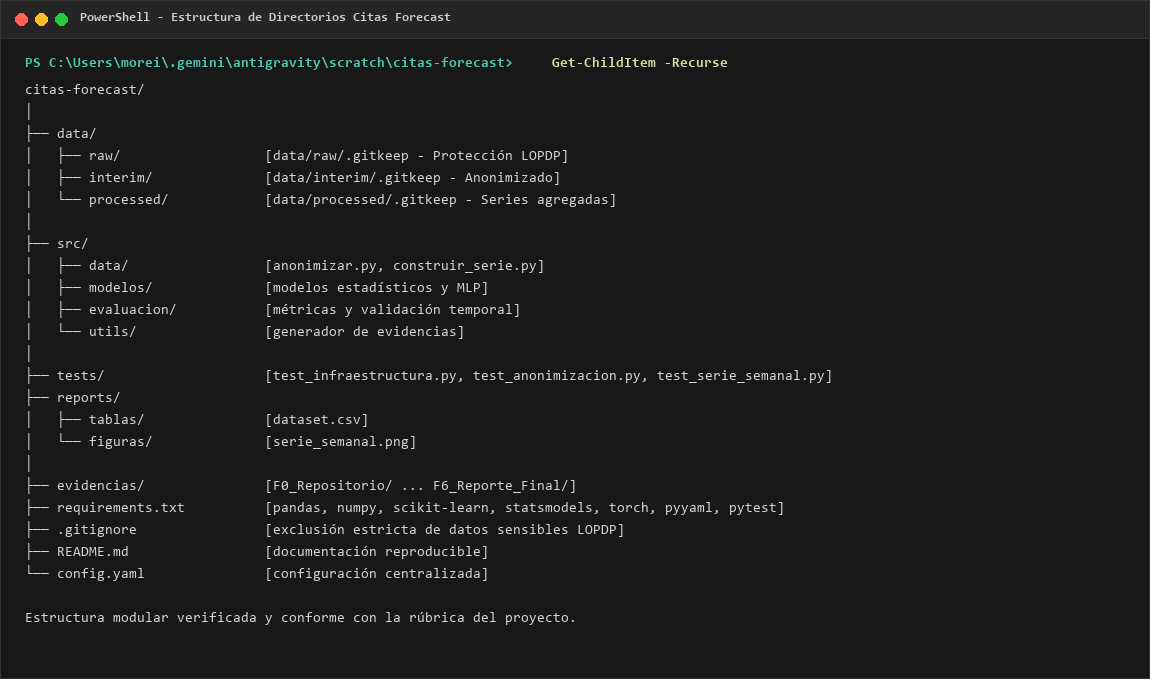 PowerShell - Estructura de Directorios Citas Forecast
PS C:\Users\morei\.gemini\antigravity\scratch\citas-forecast> Get-ChildItem -Recurse
citas-forecast/
│
├── data/
│   ├── raw/                  [data/raw/.gitkeep - Protección LOPDP]
│   ├── interim/              [data/interim/.gitkeep - Anonimizado]
│   └── processed/            [data/processed/.gitkeep - Series agregadas]
│
├── src/
│   ├── data/                 [anonimizar.py, construir_serie.py]
│   ├── modelos/              [modelos estadísticos y MLP]
│   ├── evaluacion/           [métricas y validación temporal]
│   └── utils/                [generador de evidencias]
│
├── tests/                    [test_infraestructura.py, test_anonimizacion.py, test_serie_semanal.py]
├── reports/
│   ├── tablas/               [dataset.csv]
│   └── figuras/              [serie_semanal.png]
│
├── evidencias/               [F0_Repositorio/ ... F6_Reporte_Final/]
├── requirements.txt          [pandas, numpy, scikit-learn, statsmodels, torch, pyyaml, pytest]
├── .gitignore                [exclusión estricta de datos sensibles LOPDP]
├── README.md                 [documentación reproducible]
└── config.yaml               [configuración centralizada]
Estructura modular verificada y conforme con la rúbrica del proyecto.